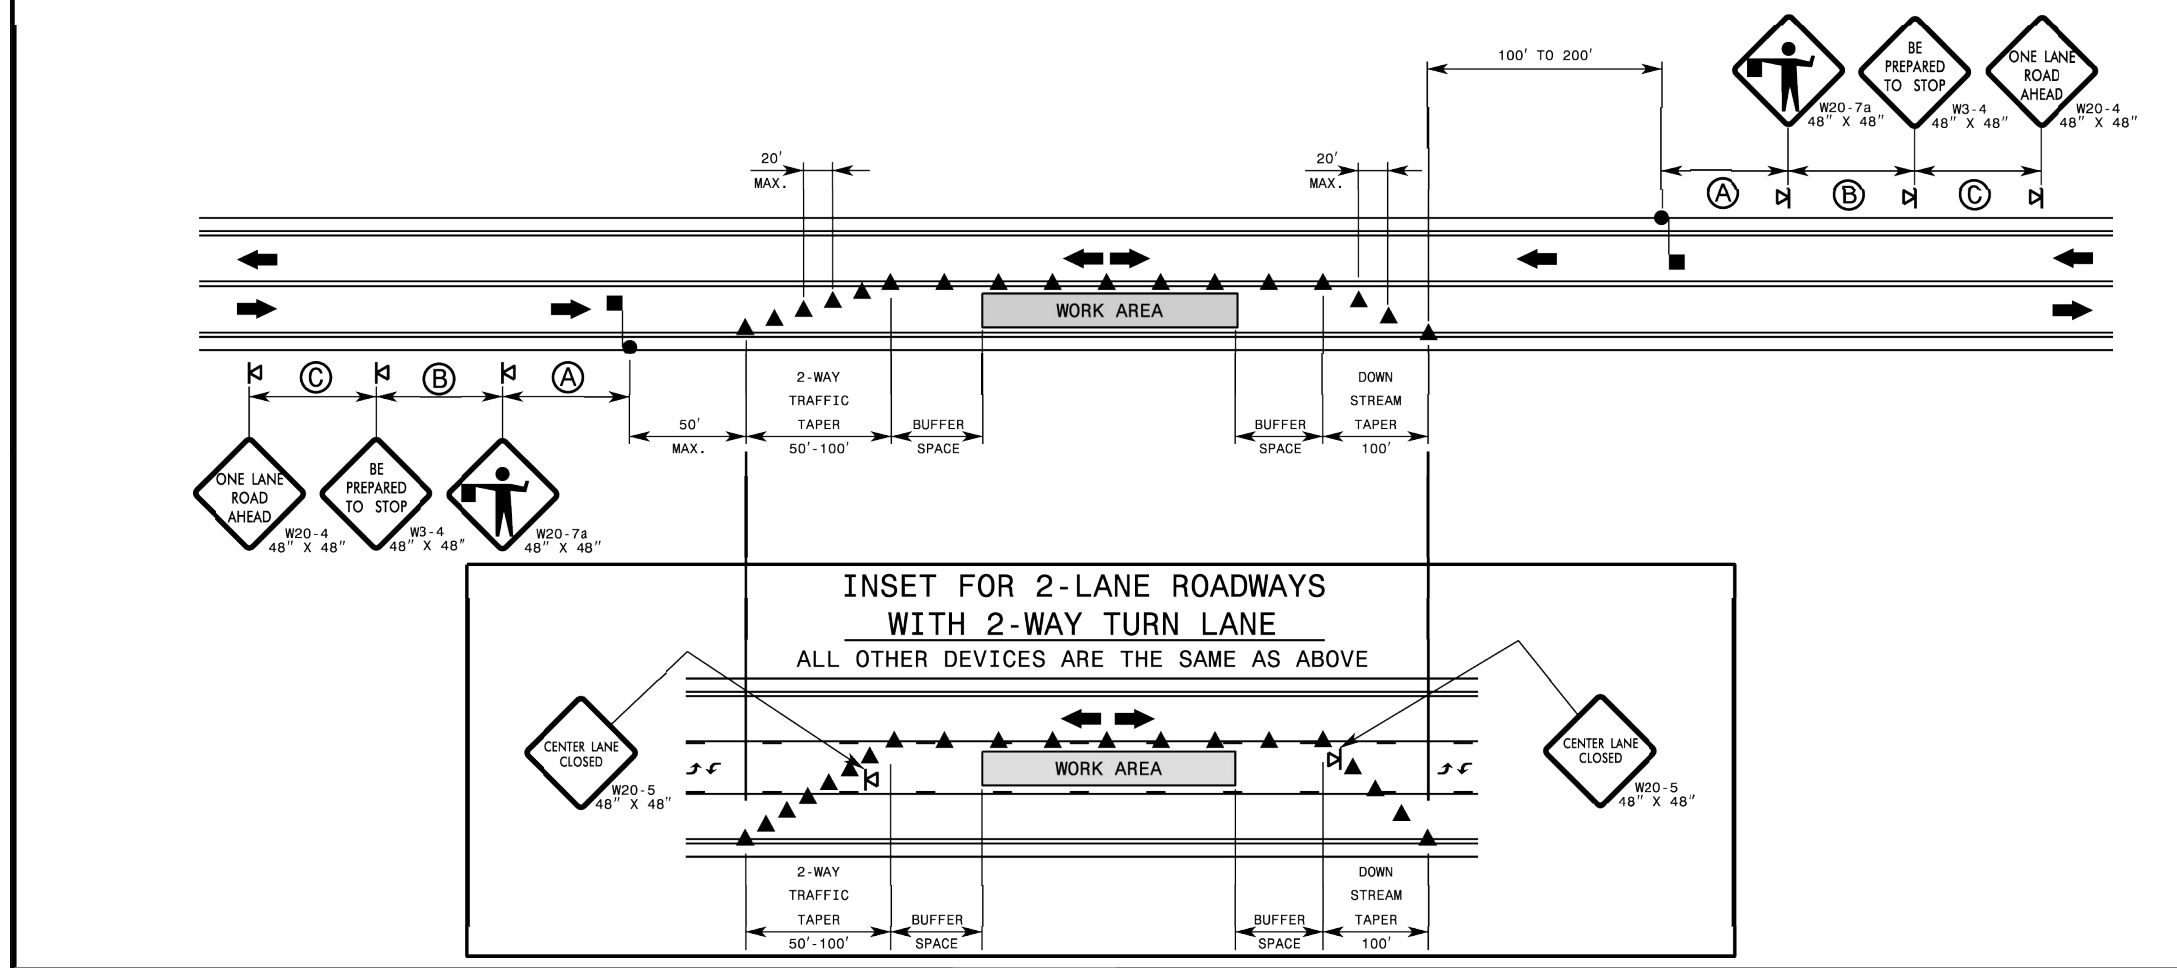 100' TO 200'
BE
PREPARED
TO STOP
ONE LANE
ROAD
AHEAD
W20-7a
48" X 48"
W3-4
48" X 48"
W20-4
48" X 48"
20'
MAX.
20'
MAX.
A
B
C
WORK AREA
C
B
A
2-WAY
TRAFFIC
TAPER
50'-100'
DOWN
STREAM
TAPER
100'
50'
MAX.
BUFFER
SPACE
BUFFER
SPACE
ONE LANE
ROAD
AHEAD
BE
PREPARED
TO STOP
W20-4
48" X 48"
W3-4
48" X 48"
W20-7a
48" X 48"
INSET FOR 2-LANE ROADWAYS
WITH 2-WAY TURN LANE
ALL OTHER DEVICES ARE THE SAME AS ABOVE
CENTER LANE
CLOSED
W20-5
48" X 48"
WORK AREA
CENTER LANE
CLOSED
W20-5
48" X 48"
2-WAY
TRAFFIC
TAPER
50'-100'
BUFFER
SPACE
BUFFER
SPACE
DOWN
STREAM
TAPER
100'